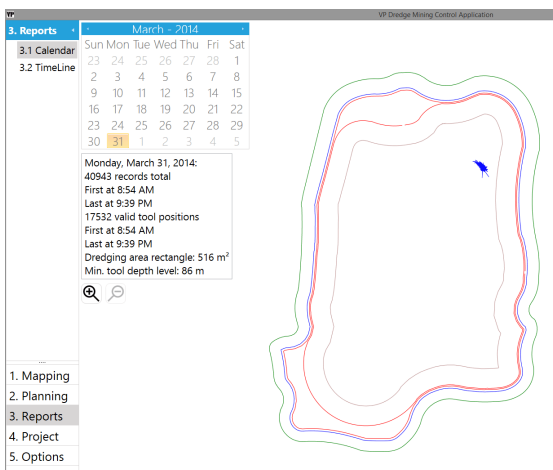 VP
VP Dredge Mining Control Application
3. Reports
3.1 Calendar
3.2 TimeLine
March - 2014
Sun Mon Tue Wed Thu Fri Sat
23 24 25 26 27 28 1
2 3 4 5 6 7 8
9 10 11 12 13 14 15
16 17 18 19 20 21 22
23 24 25 26 27 28 29
30 31 1 2 3 4 5
Monday, March 31, 2014:
40943 records total
First at 8:54 AM
Last at 9:39 PM
17532 valid tool positions
First at 8:54 AM
Last at 9:39 PM
Dredging area rectangle: 516 m²
Min. tool depth level: 86 m
1. Mapping
2. Planning
3. Reports
4. Project
5. Options